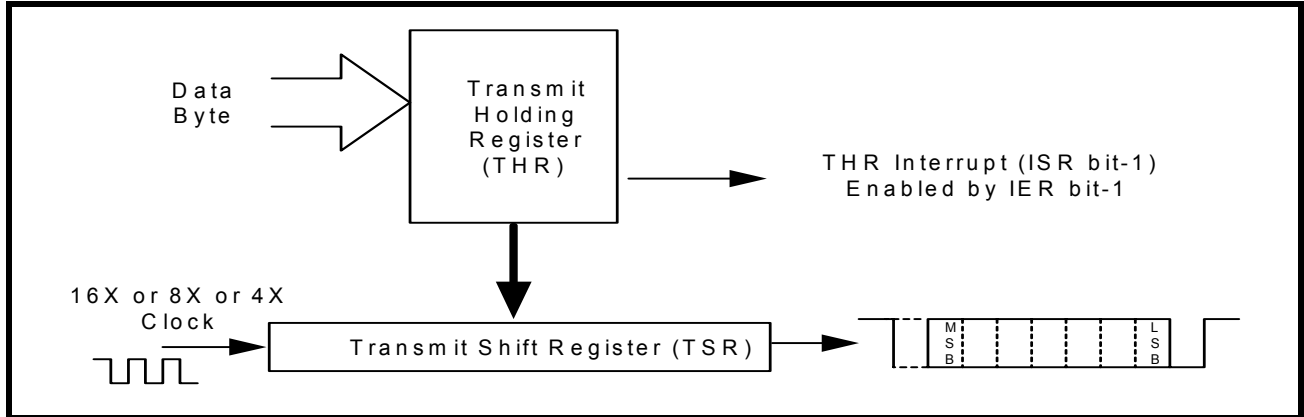 Data
Byte
Transmit
Holding
Register
(THR)
THR Interrupt (ISR bit-1)
Enabled by IER bit-1
16X or 8X or 4X
Clock
Transmit Shift Register (TSR)
M
S
B
L
S
B